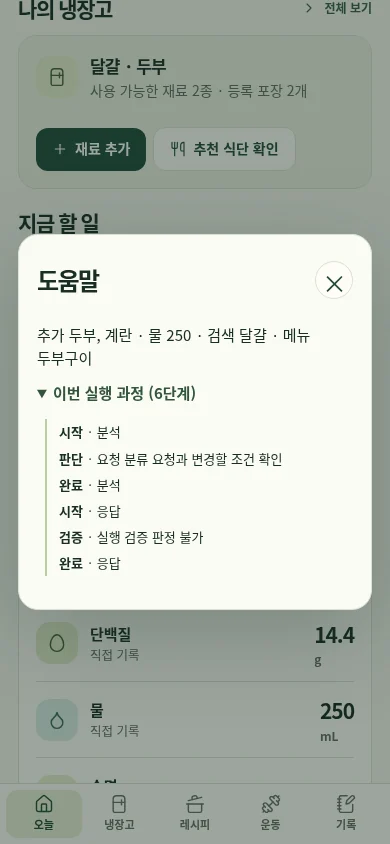 나의 냉장고
전체 보기
달걀 · 두부
사용 가능한 재료 2종 · 등록 포장 2개
재료 추가
추천 식단 확인
지금 할 일
도움말
추가 두부, 계란 · 물 250 · 검색 달걀 · 메뉴
두부구이
▼ 이번 실행 과정 (6단계)
시작 · 분석
판단 · 요청 분류 요청과 변경할 조건 확인
완료 · 분석
시작 · 응답
검증 · 실행 검증 판정 불가
완료 · 응답
단백질
14.4
직접 기록
g
물
250
직접 기록
mL
오늘
냉장고
레시피
운동
기록